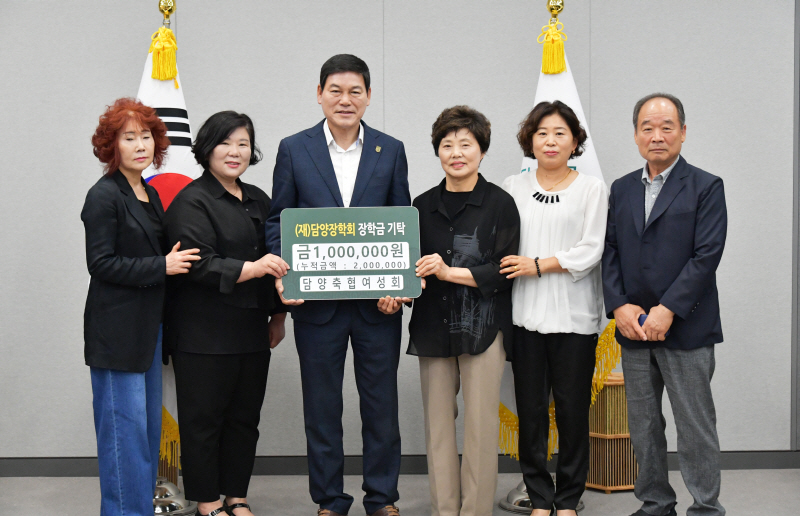 (재)담양장학회 장학금 기탁
금1,000,000원
(누적금액 : 2,000,000)
담양축협여성회